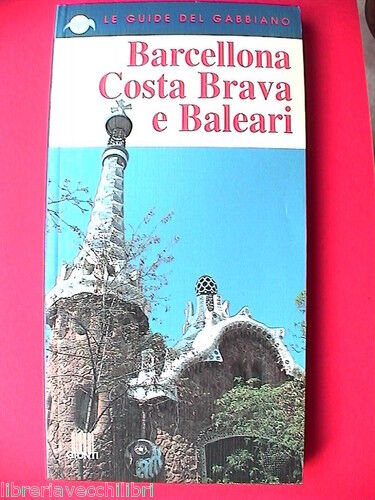 LE GUIDE DEL GABBIANO
Barcellona
Costa Brava
e Baleari
GIUNTI
libreriavecchilibri